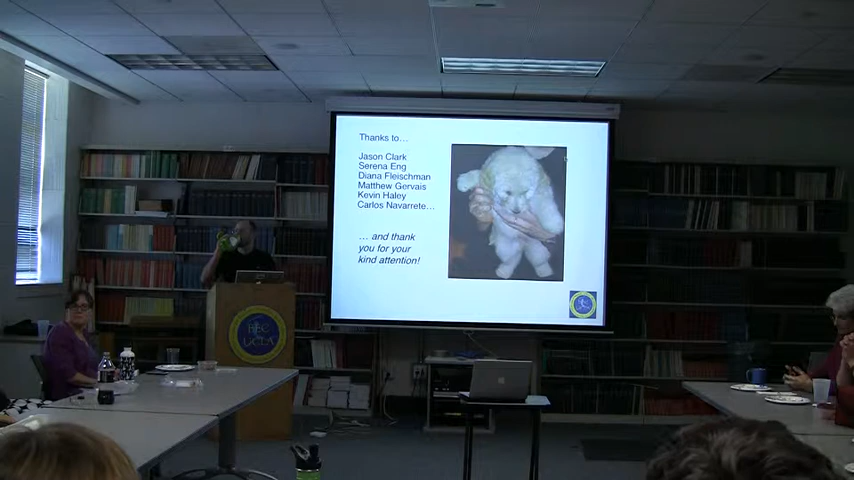 Thanks to…
Jason Clark
Serena Eng
Diana Fleischman
Matthew Gervais
Kevin Haley
Carlos Navarrete…
… and thank
you for your
kind attention!
BEC
UCLA